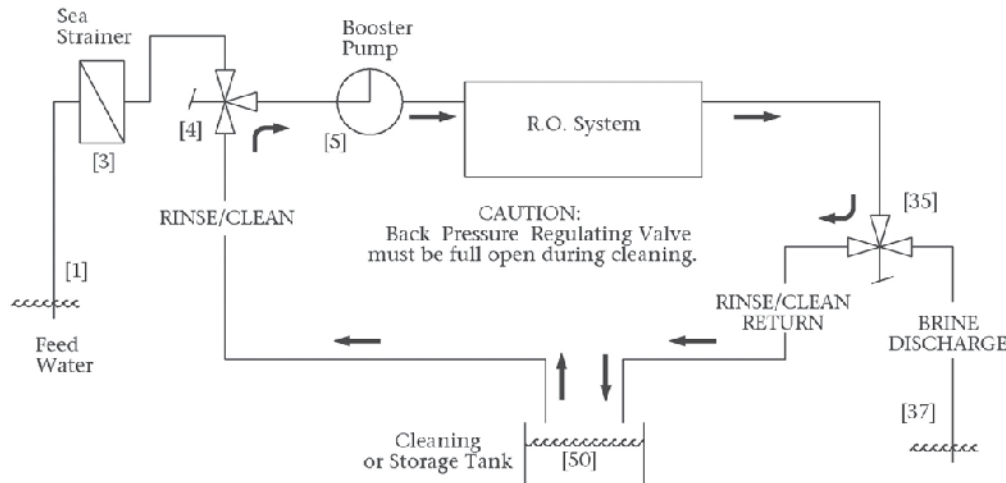 Sea
Strainer
Booster
Pump
[4]
[5]
R.O. System
[3]
[35]
RINSE/CLEAN
CAUTION:
Back Pressure Regulating Valve
must be full open during cleaning.
[1]
RINSE/CLEAN
RETURN
BRINE
DISCHARGE
Feed
Water
[37]
Cleaning
or Storage Tank
[50]